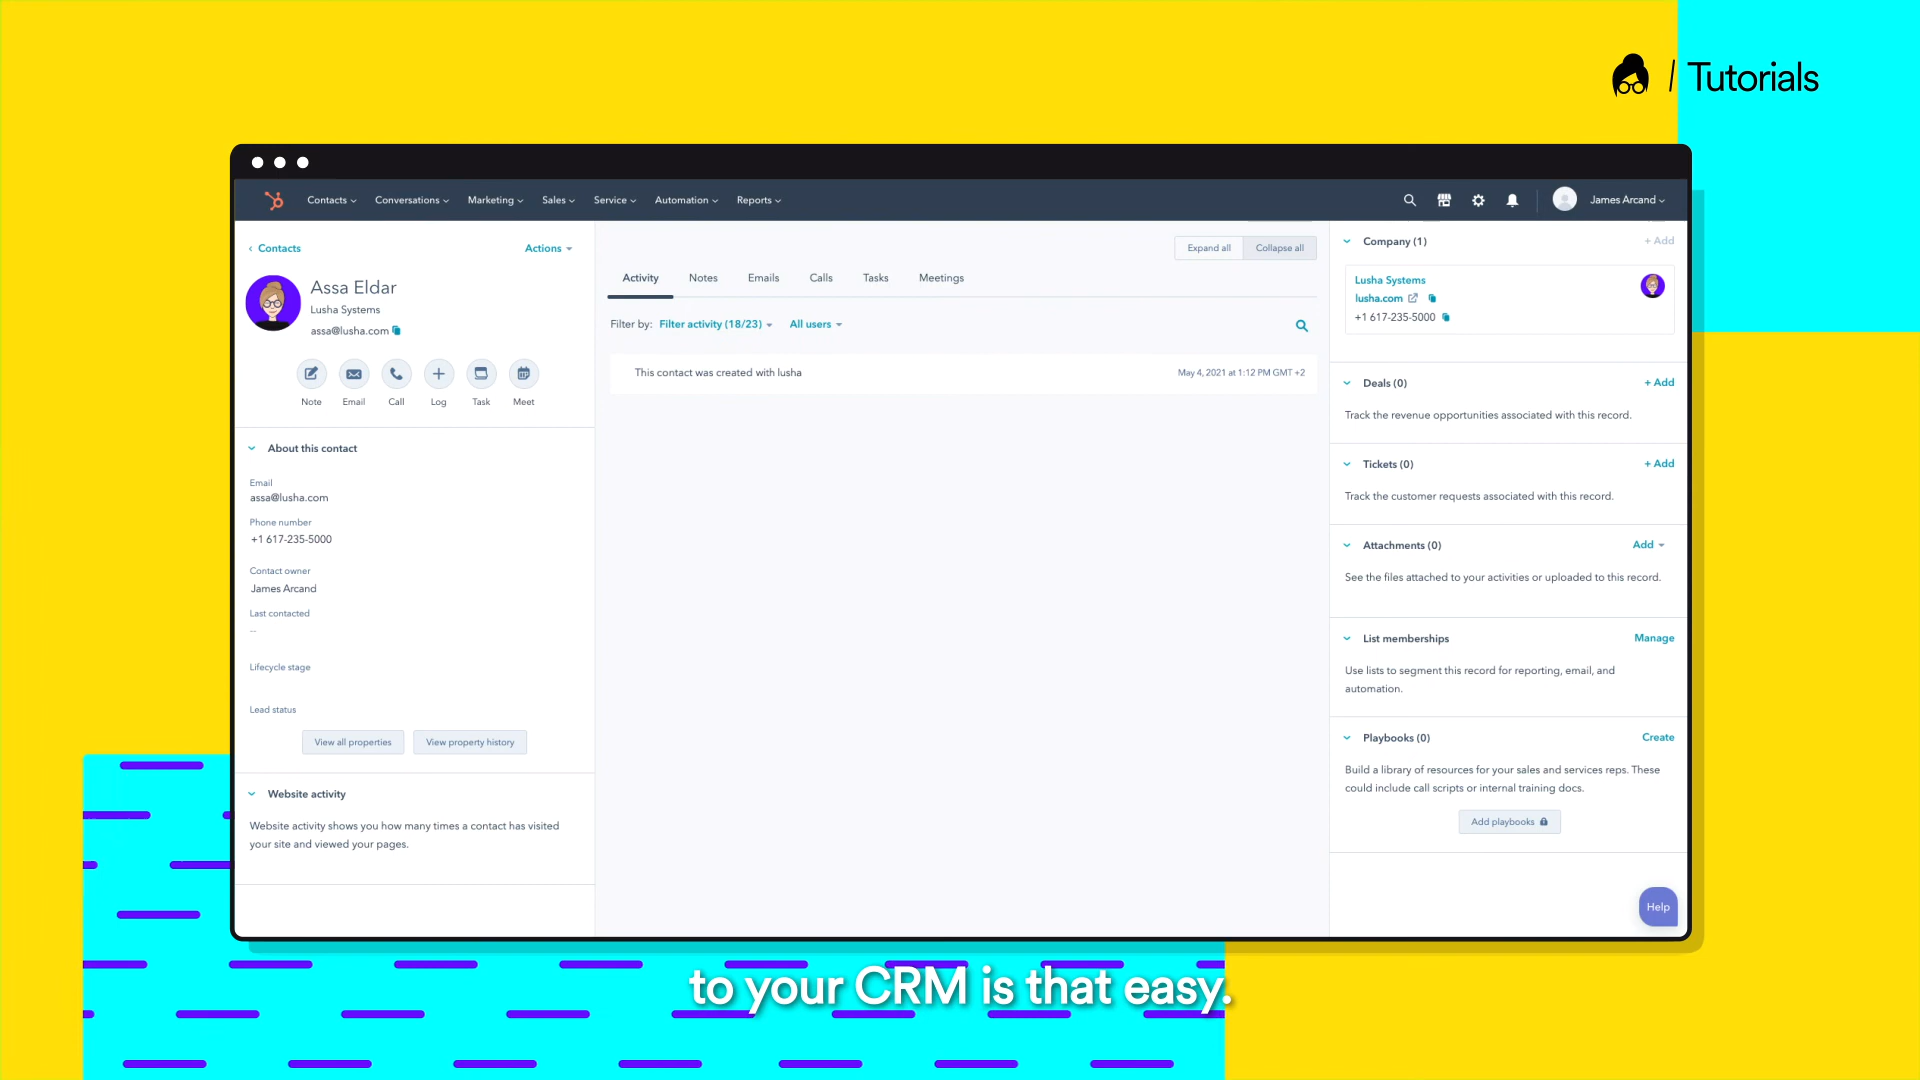 / Tutorials
Contacts Conversations Marketing Sales Service Automation Reports
James Arcand
Contacts
Actions
Assa Eldar
Lusha Systems
assa@lusha.com
Note Email Call Log Task Meet
About this contact
Email
assa@lusha.com
Phone number
+1 617-235-5000
Contact owner
James Arcand
Last contacted
--
Lifecycle stage
Lead status
View all properties View property history
Website activity
Website activity shows you how many times a contact has visited
your site and viewed your pages.
Expand all Collapse all
Activity Notes Emails Calls Tasks Meetings
Filter by: Filter activity (18/23) All users
This contact was created with lusha May 4, 2021 at 1:12 PM GMT +2
Company (1) + Add
Lusha Systems
lusha.com
+1 617-235-5000
Deals (0) + Add
Track the revenue opportunities associated with this record.
Tickets (0) + Add
Track the customer requests associated with this record.
Attachments (0) Add
See the files attached to your activities or uploaded to this record.
List memberships Manage
Use lists to segment this record for reporting, email, and
automation.
Playbooks (0) Create
Build a library of resources for your sales and services reps. These
could include call scripts or internal training docs.
Add playbooks
Help
to your CRM is that easy.